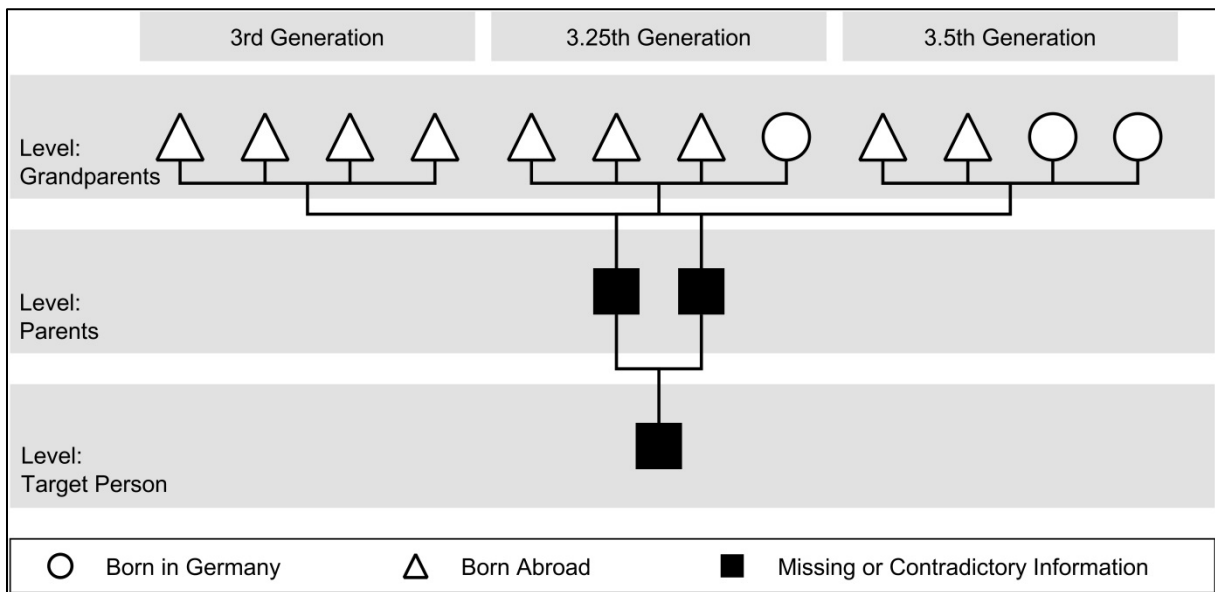 3rd Generation
3.25th Generation
3.5th Generation
Level:
Grandparents
Level:
Parents
Level:
Target Person
Born in Germany
Born Abroad
Missing or Contradictory Information